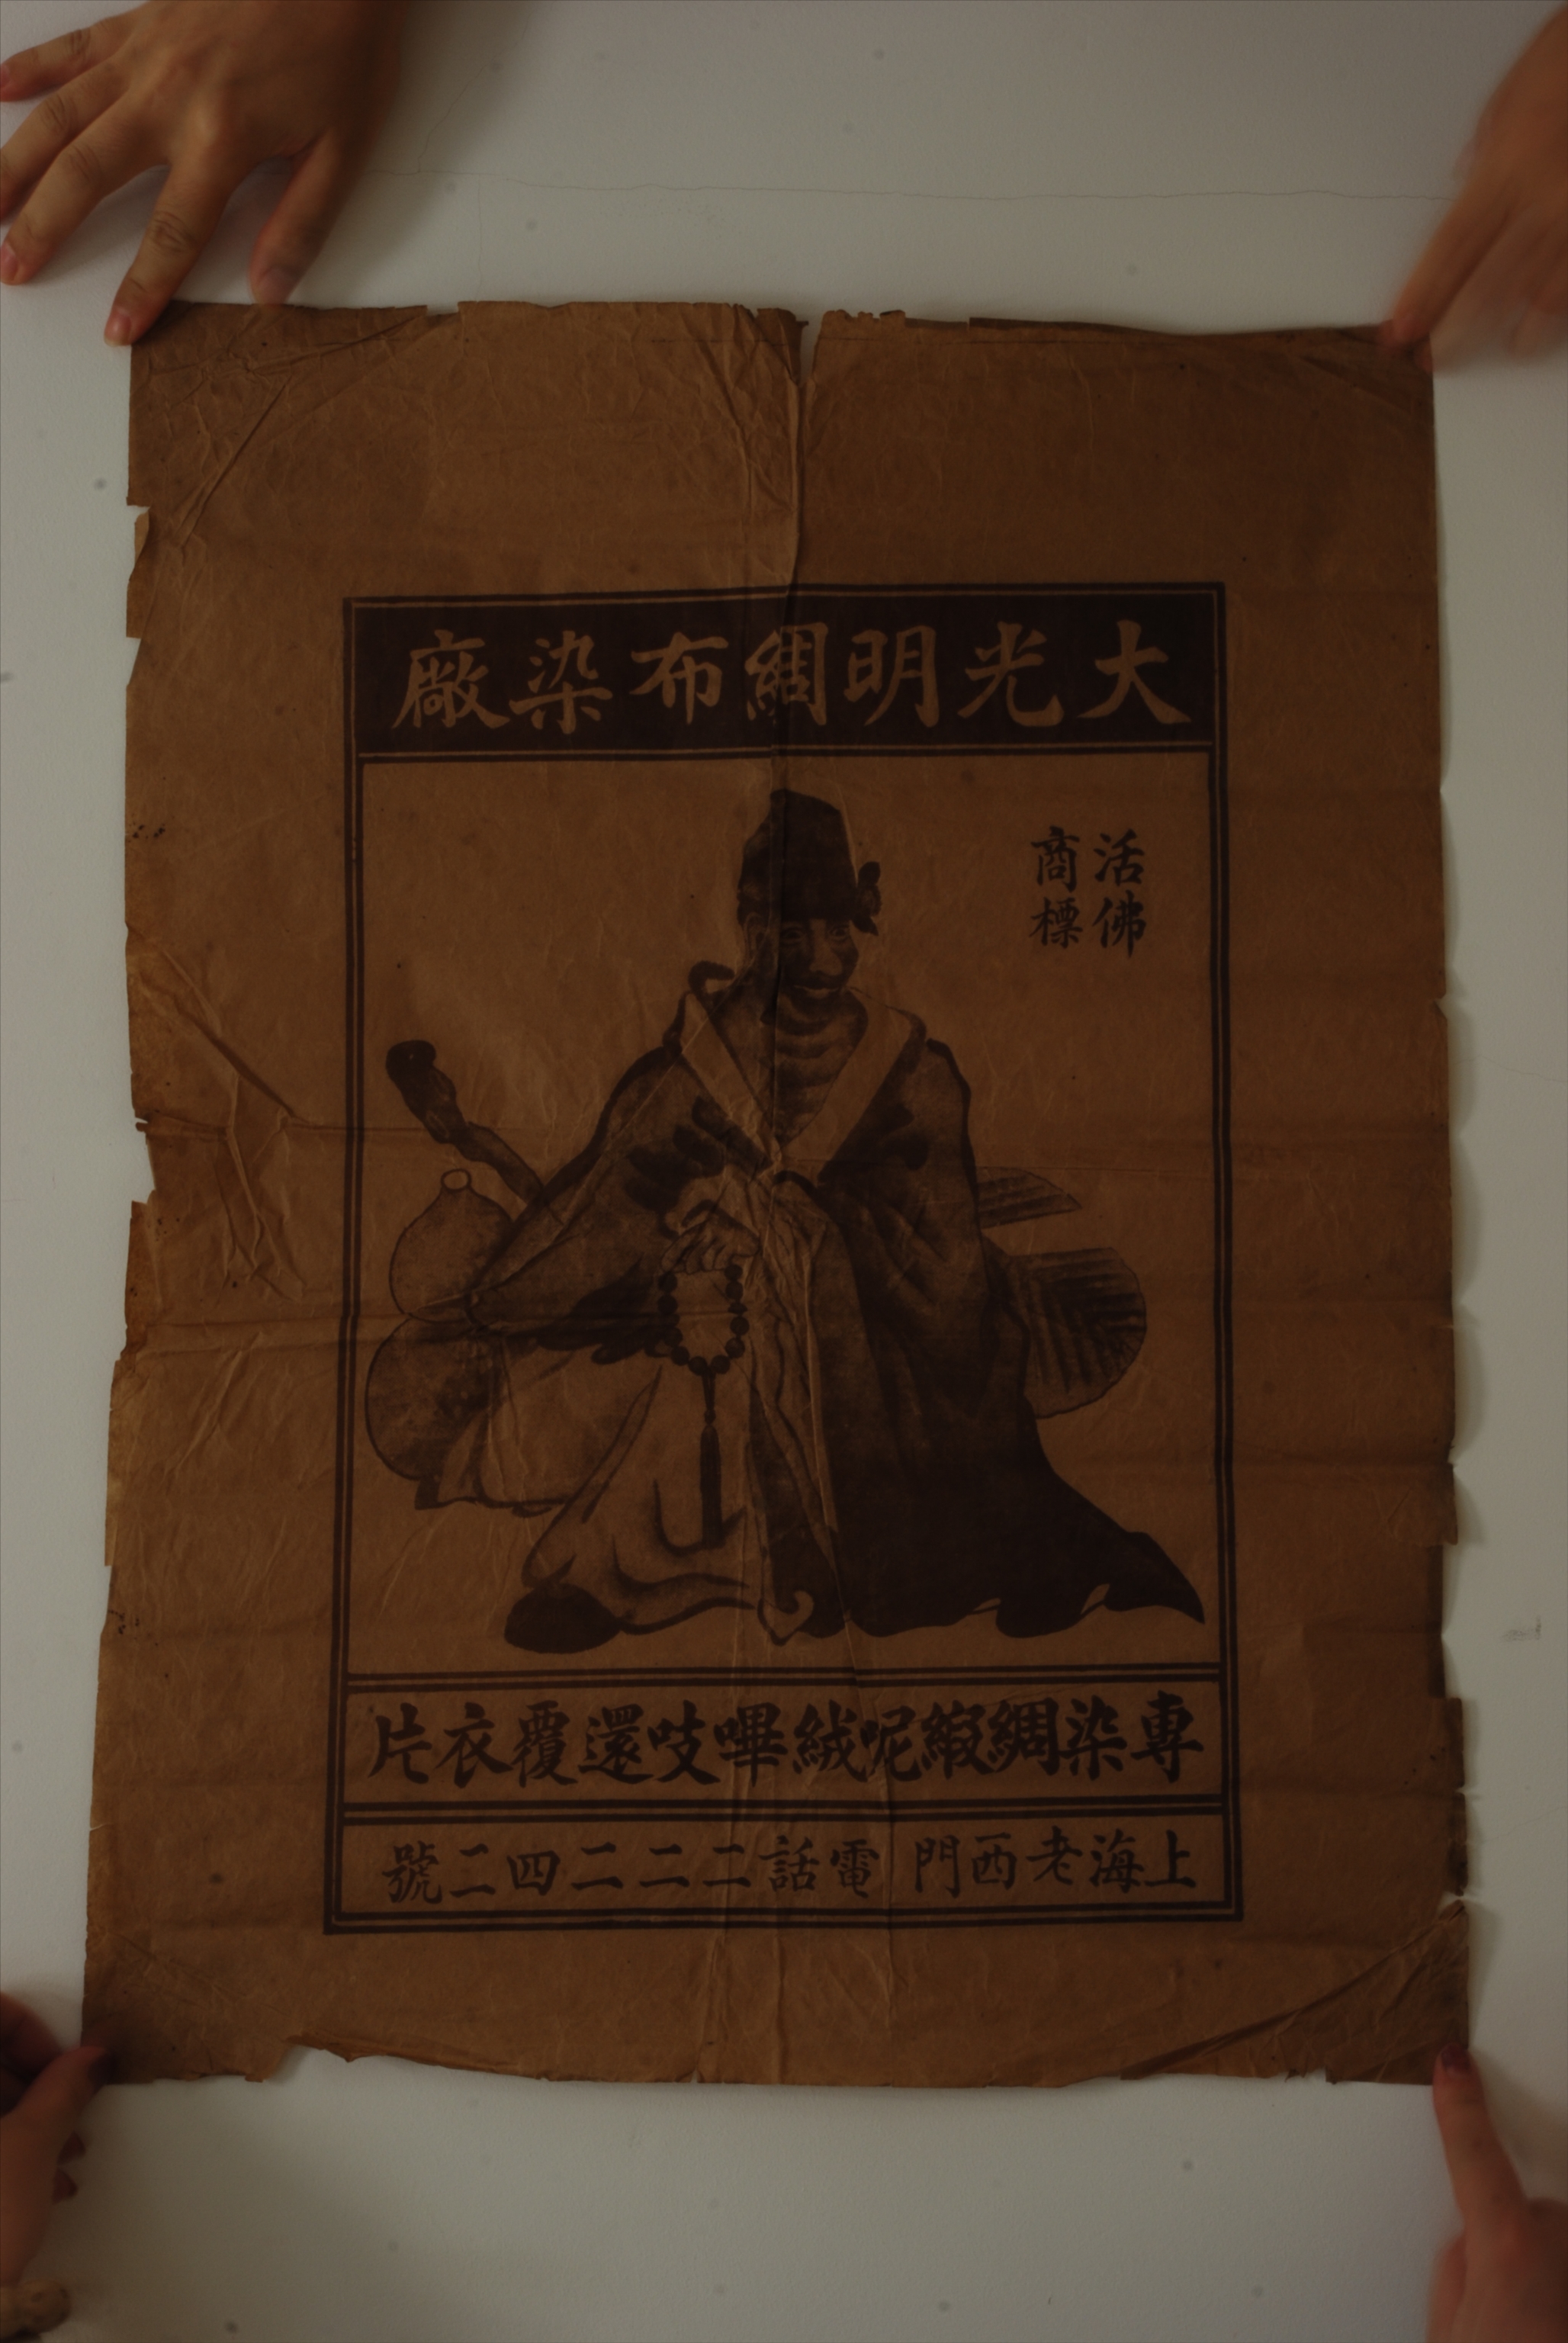 大光明綢布染廠
活佛
商標
專染綢緞呢絨嗶吱還覆衣片
上海老西門 電話二二二四二號